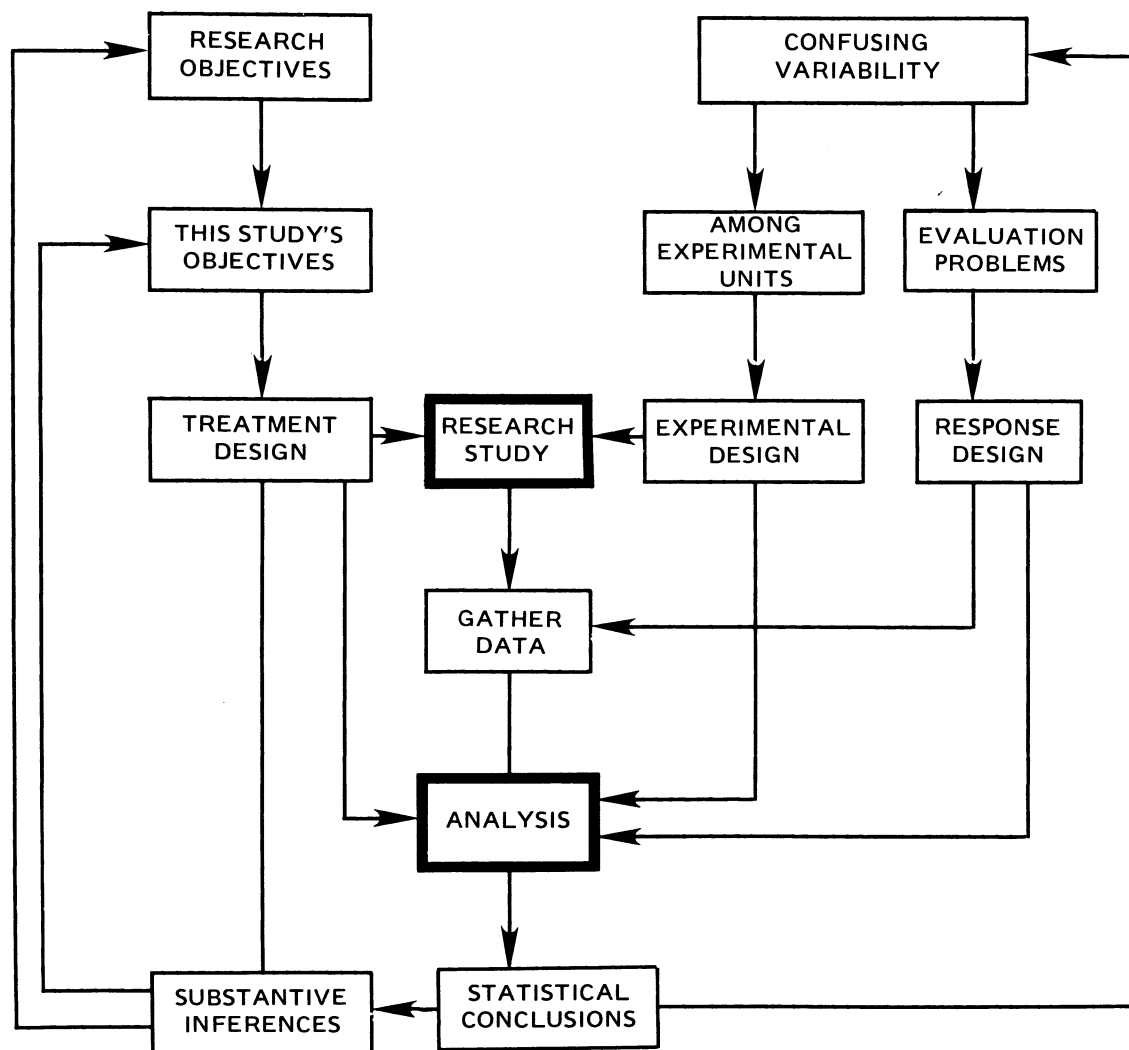 RESEARCH
OBJECTIVES
CONFUSING
VARIABILITY
THIS STUDY'S
OBJECTIVES
AMONG
EXPERIMENTAL
UNITS
EVALUATION
PROBLEMS
TREATMENT
DESIGN
RESEARCH
STUDY
EXPERIMENTAL
DESIGN
RESPONSE
DESIGN
GATHER
DATA
ANALYSIS
SUBSTANTIVE
INFERENCES
STATISTICAL
CONCLUSIONS